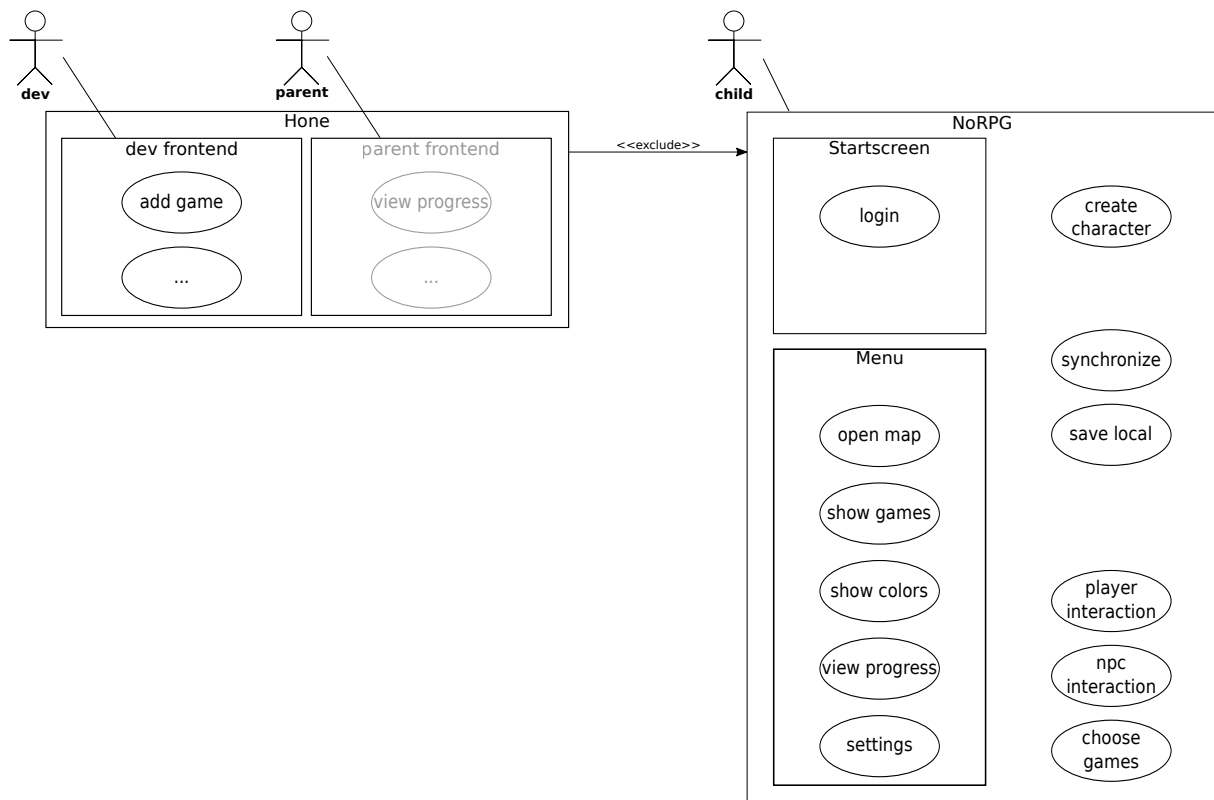 dev
parent
child
Hone
dev frontend
add game
...
parent frontend
view progress
...
<<exclude>>
NoRPG
Startscreen
login
Menu
open map
show games
show colors
view progress
settings
create
character
synchronize
save local
player
interaction
npc
interaction
choose
games